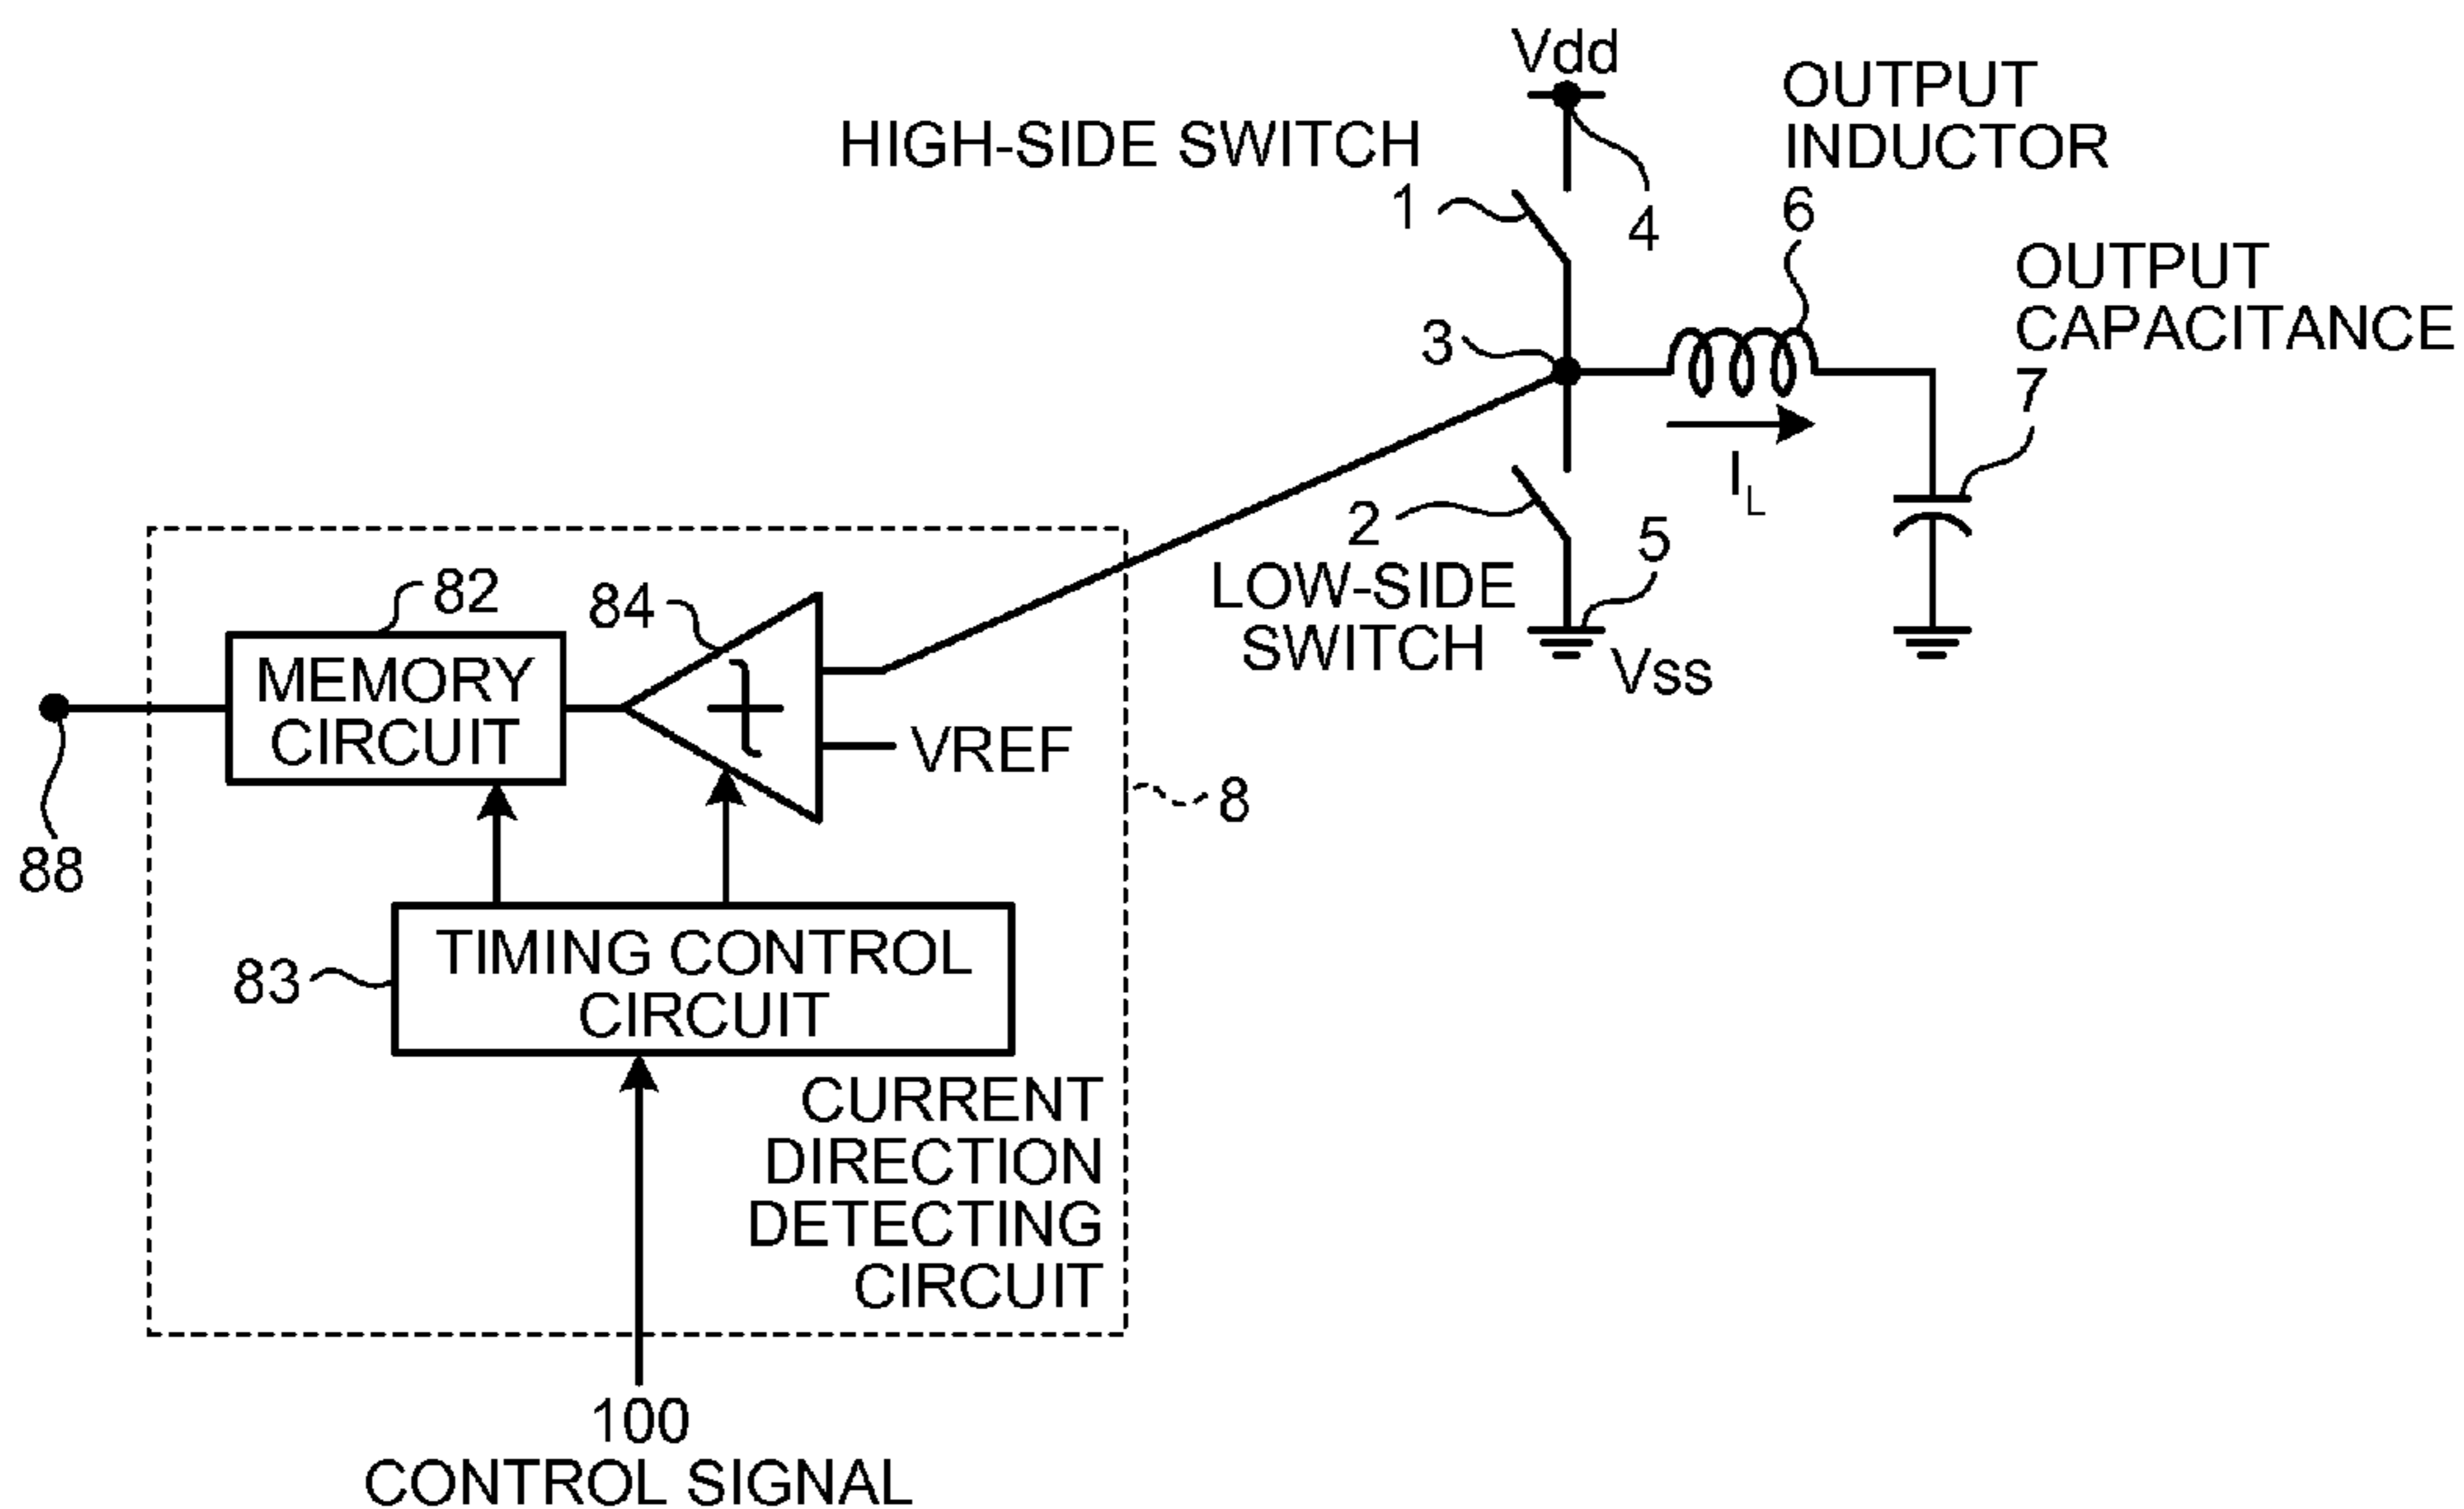 Vdd
HIGH-SIDE SWITCH
1
4
OUTPUT
INDUCTOR
6
OUTPUT
CAPACITANCE
7
3
I_L
2
LOW-SIDE
SWITCH
5
Vss
82
84
MEMORY
CIRCUIT
VREF
8
88
83
TIMING CONTROL
CIRCUIT
CURRENT
DIRECTION
DETECTING
CIRCUIT
100
CONTROL SIGNAL